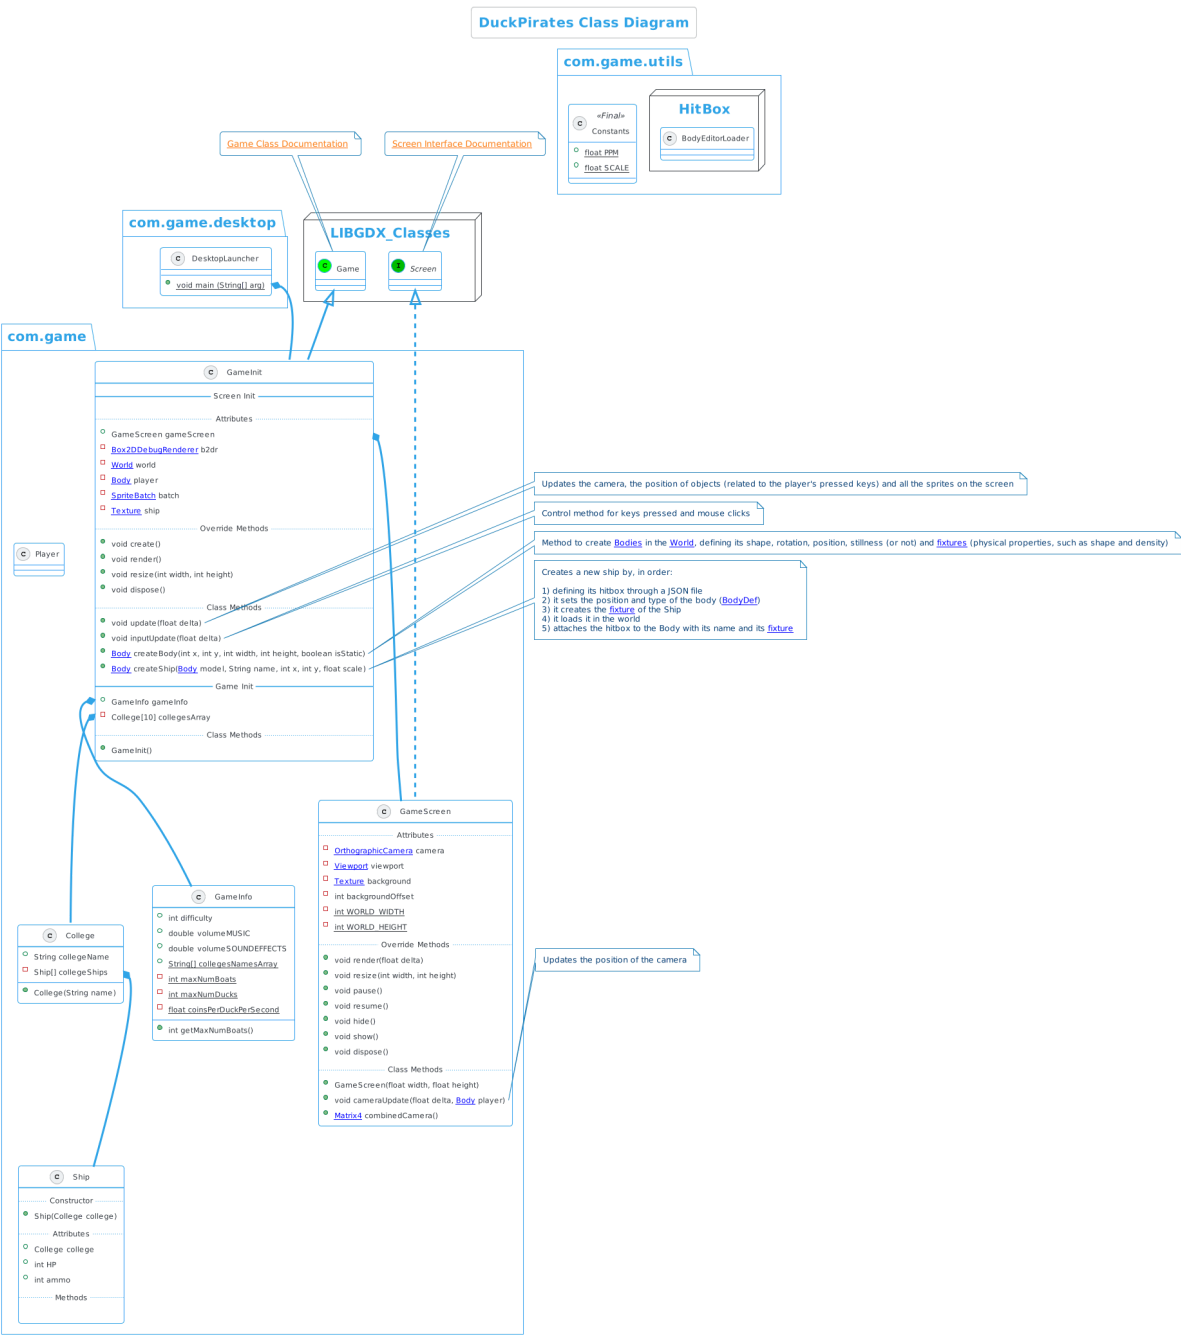 DuckPirates Class Diagram
com.game.utils
C
«Final»
Constants
float PPM
float SCALE
HitBox
C BodyEditorLoader
Game Class Documentation
Screen Interface Documentation
com.game.desktop
C DesktopLauncher
void main (String[] arg)
LIBGDX_Classes
C Game
I Screen
com.game
C Player
C GameInit
Screen Init
Attributes
GameScreen gameScreen
Box2DDebugRenderer b2dr
World world
Body player
SpriteBatch batch
Texture ship
Override Methods
void create()
void render()
void resize(int width, int height)
void dispose()
Class Methods
void update(float delta)
void inputUpdate(float delta)
Body createBody(int x, int y, int width, int height, boolean isStatic)
Body createShip(Body model, String name, int x, int y, float scale)
Game Init
GameInfo gameInfo
College[10] collegesArray
Class Methods
GameInit()
Updates the camera, the position of objects (related to the player's pressed keys) and all the sprites on the screen
Control method for keys pressed and mouse clicks
Method to create Bodies in the World, defining its shape, rotation, position, stillness (or not) and fixtures (physical properties, such as shape and density)
Creates a new ship by, in order:
1) defining its hitbox through a JSON file
2) it sets the position and type of the body (BodyDef)
3) it creates the fixture of the Ship
4) it loads it in the world
5) attaches the hitbox to the Body with its name and its fixture
C GameScreen
Attributes
OrthographicCamera camera
Viewport viewport
Texture background
int backgroundOffset
int WORLD_WIDTH
int WORLD_HEIGHT
Override Methods
void render(float delta)
void resize(int width, int height)
void pause()
void resume()
void hide()
void show()
void dispose()
Class Methods
GameScreen(float width, float height)
void cameraUpdate(float delta, Body player)
Matrix4 combinedCamera()
Updates the position of the camera
C GameInfo
int difficulty
double volumeMUSIC
double volumeSOUNDEFFECTS
String[] collegesNamesArray
int maxNumBoats
int maxNumDucks
float coinsPerDuckPerSecond
int getMaxNumBoats()
C College
String collegeName
Ship[] collegeShips
College(String name)
C Ship
Constructor
Ship(College college)
Attributes
College college
int HP
int ammo
Methods